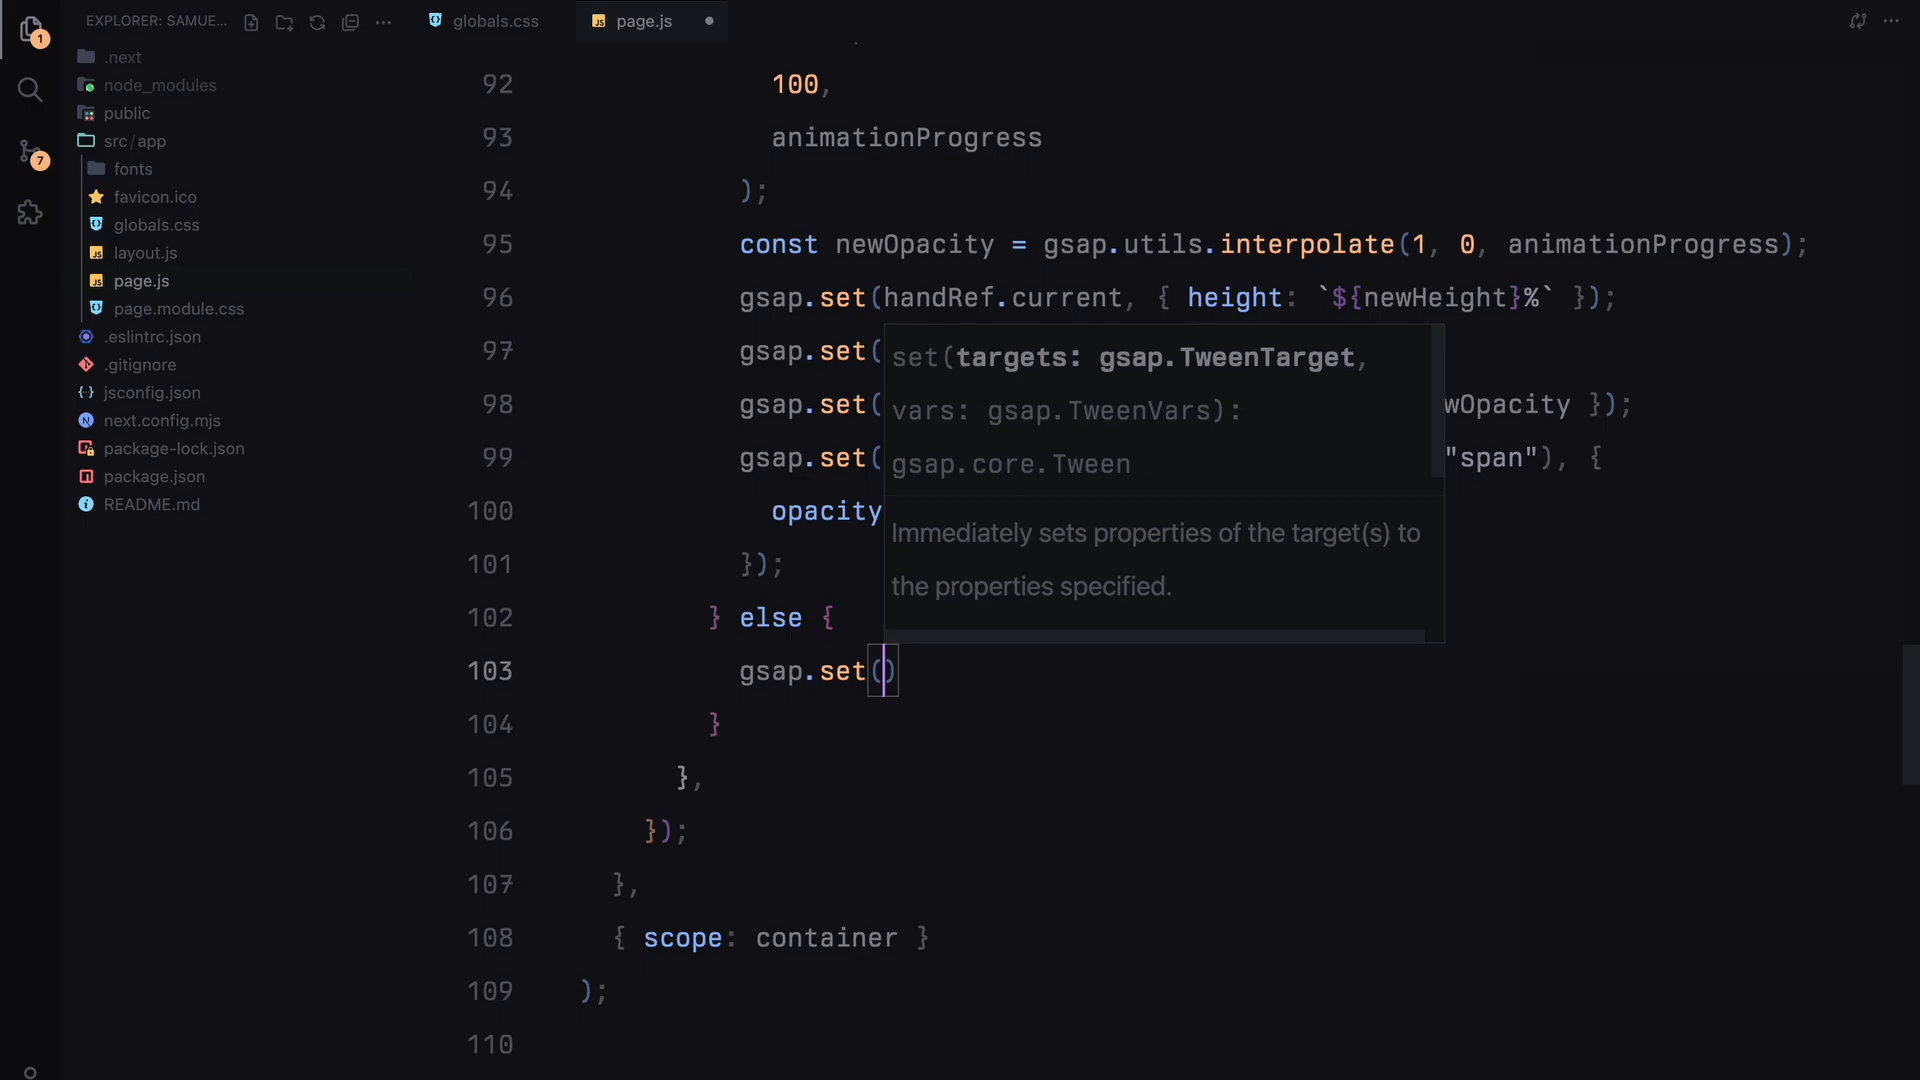 EXPLORER: SAMUE...
globals.css
page.js
.next
node_modules
public
src/app
fonts
favicon.ico
globals.css
layout.js
page.js
page.module.css
.eslintrc.json
.gitignore
jsconfig.json
next.config.mjs
package-lock.json
package.json
README.md
1
7
92 100,
93 animationProgress
94 );
95 const newOpacity = gsap.utils.interpolate(1, 0, animationProgress);
96 gsap.set(handRef.current, { height: `${newHeight}%` });
97 gsap.set(
98 gsap.set( wOpacity });
99 gsap.set( "span"), {
100 opacity
101 });
102 } else {
103 gsap.set()
104 }
105 },
106 });
107 },
108 { scope: container }
109 );
110
set(targets: gsap.TweenTarget,
vars: gsap.TweenVars):
gsap.core.Tween
Immediately sets properties of the target(s) to
the properties specified.